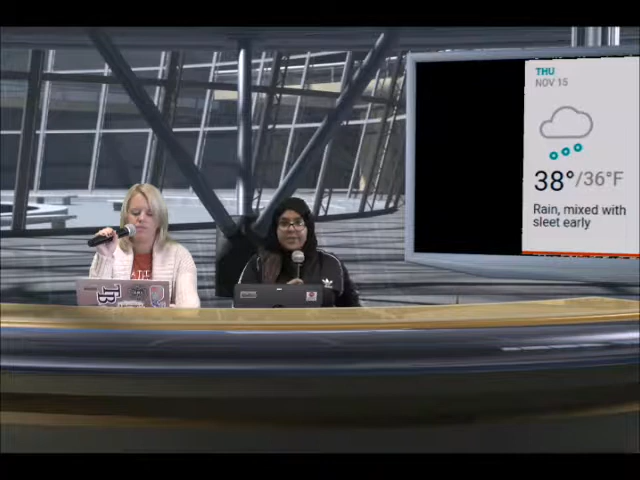 THU
NOV 15
38°/36°F
Rain, mixed with
sleet early